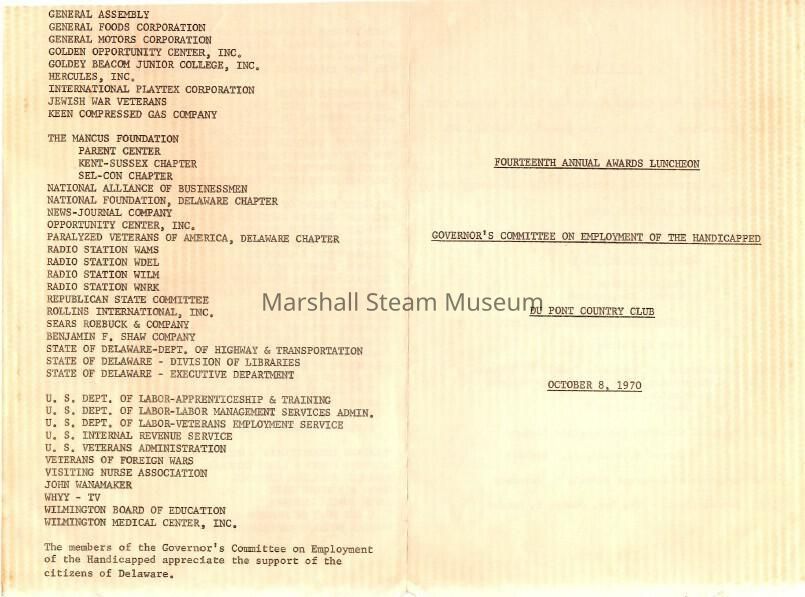 GENERAL ASSEMBLY
GENERAL FOODS CORPORATION
GENERAL MOTORS CORPORATION
GOLDEN OPPORTUNITY CENTER, INC.
GOLDEY BEACOM JUNIOR COLLEGE, INC.
HERCULES, INC.
INTERNATIONAL PLAYTEX CORPORATION
JEWISH WAR VETERANS
KEEN COMPRESSED GAS COMPANY
THE MANCUS FOUNDATION
PARENT CENTER
KENT-SUSSEX CHAPTER
SEL-CON CHAPTER
NATIONAL ALLIANCE OF BUSINESSMEN
NATIONAL FOUNDATION, DELAWARE CHAPTER
NEWS-JOURNAL COMPANY
OPPORTUNITY CENTER, INC.
PARALYZED VETERANS OF AMERICA, DELAWARE CHAPTER
RADIO STATION WAMS
RADIO STATION WDEL
RADIO STATION WILM
RADIO STATION WNRK
REPUBLICAN STATE COMMITTEE
ROLLINS INTERNATIONAL, INC.
SEARS ROEBUCK & COMPANY
BENJAMIN F. SHAW COMPANY
STATE OF DELAWARE-DEPT. OF HIGHWAY & TRANSPORTATION
STATE OF DELAWARE - DIVISION OF LIBRARIES
STATE OF DELAWARE - EXECUTIVE DEPARTMENT
U. S. DEPT. OF LABOR-APPRENTICESHIP & TRAINING
U. S. DEPT. OF LABOR-LABOR MANAGEMENT SERVICES ADMIN.
U. S. DEPT. OF LABOR-VETERANS EMPLOYMENT SERVICE
U. S. INTERNAL REVENUE SERVICE
U. S. VETERANS ADMINISTRATION
VETERANS OF FOREIGN WARS
VISITING NURSE ASSOCIATION
JOHN WANAMAKER
WHYY - TV
WILMINGTON BOARD OF EDUCATION
WILMINGTON MEDICAL CENTER, INC.
The members of the Governor's Committee on Employment
of the Handicapped appreciate the support of the
citizens of Delaware.
FOURTEENTH ANNUAL AWARDS LUNCHEON
GOVERNOR'S COMMITTEE ON EMPLOYMENT OF THE HANDICAPPED
Marshall Steam Museum
DU PONT COUNTRY CLUB
OCTOBER 8, 1970